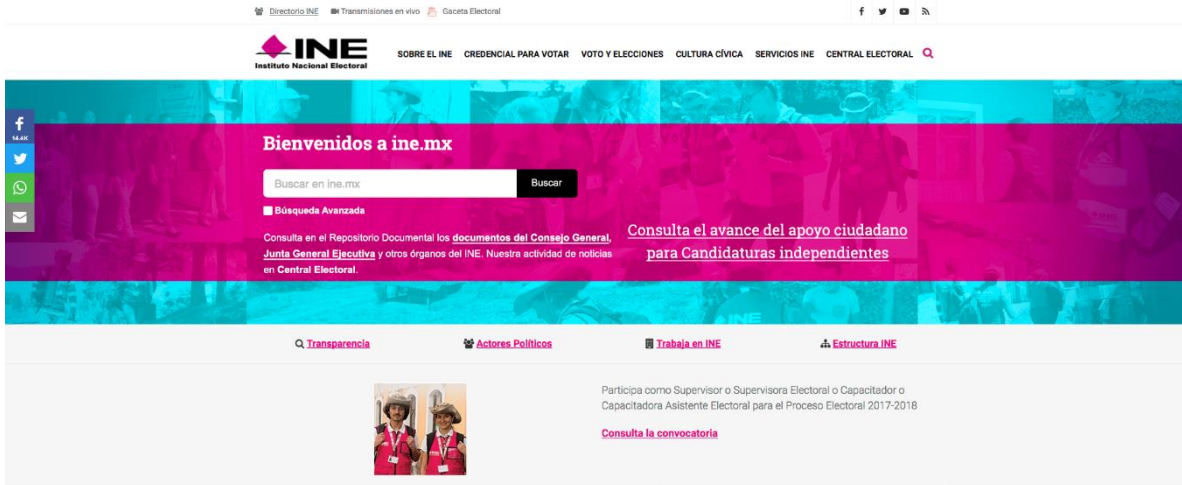 Directorio INE Transmisiones en vivo Gaceta Electoral
INE
Instituto Nacional Electoral
SOBRE EL INE CREDENCIAL PARA VOTAR VOTO Y ELECCIONES CULTURA CÍVICA SERVICIOS INE CENTRAL ELECTORAL
14.4K
Bienvenidos a ine.mx
Buscar en ine.mx Buscar
Búsqueda Avanzada
Consulta en el Repositorio Documental los documentos del Consejo General,
Junta General Ejecutiva y otros órganos del INE. Nuestra actividad de noticias
en Central Electoral.
Consulta el avance del apoyo ciudadano
para Candidaturas independientes
INE
Transparencia Actores Políticos Trabaja en INE Estructura INE
Participa como Supervisor o Supervisora Electoral o Capacitador o
Capacitadora Asistente Electoral para el Proceso Electoral 2017-2018
Consulta la convocatoria